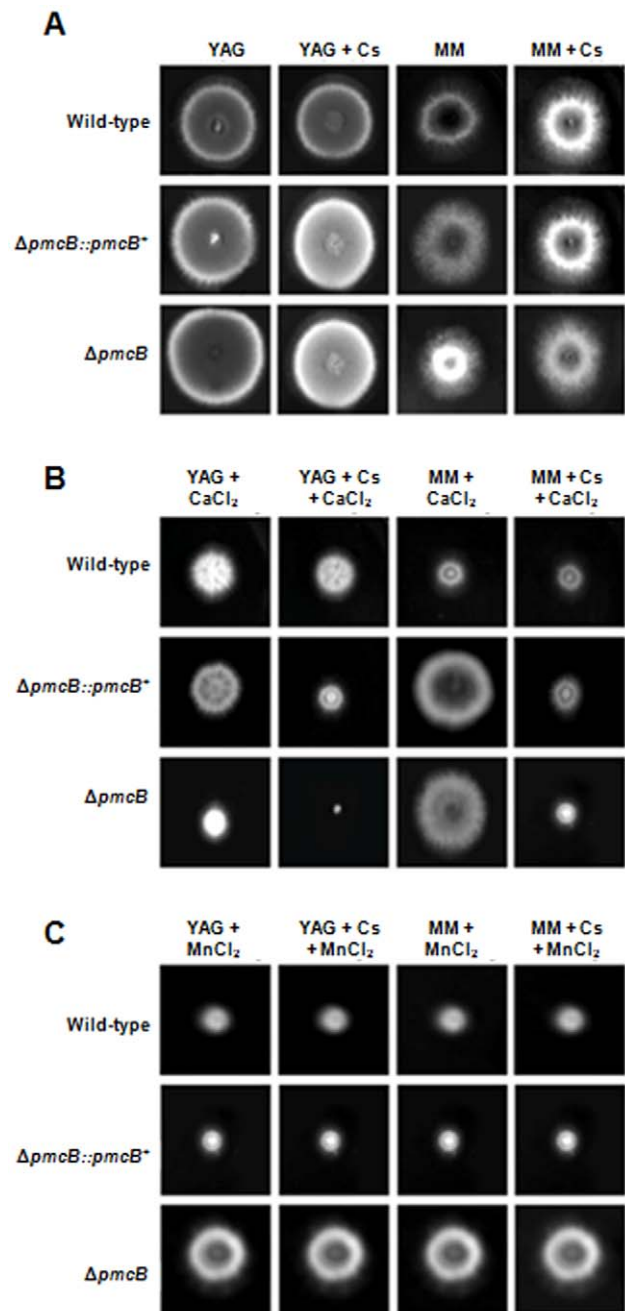 A
YAG YAG + Cs MM MM + Cs
Wild-type
ΔpmcB::pmcB⁺
ΔpmcB
B
YAG + YAG + Cs MM + MM + Cs
CaCl₂ + CaCl₂ CaCl₂ + CaCl₂
Wild-type
ΔpmcB::pmcB⁺
ΔpmcB
C
YAG + YAG + Cs MM + MM + Cs
MnCl₂ + MnCl₂ MnCl₂ + MnCl₂
Wild-type
ΔpmcB::pmcB⁺
ΔpmcB